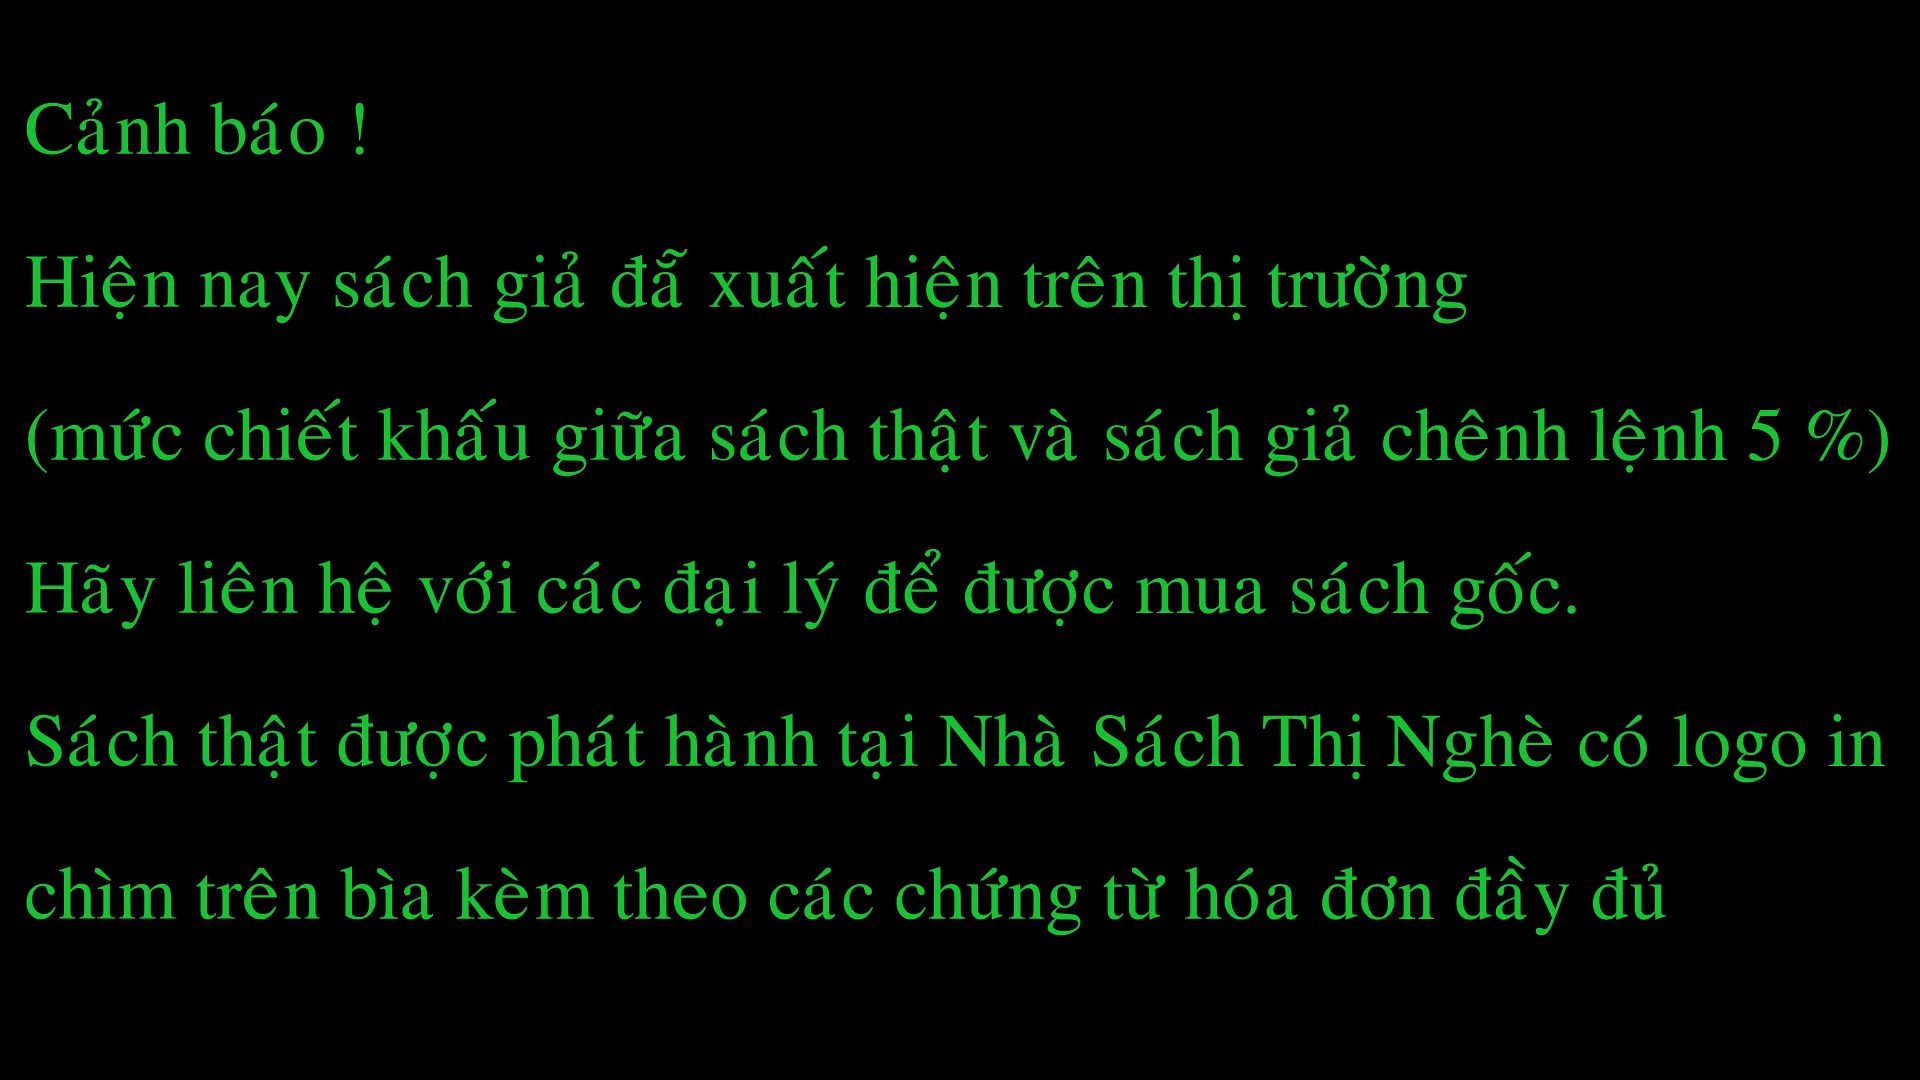 Cảnh báo !
Hiện nay sách giả đẫ xuất hiện trên thị trường
(mức chiết khấu giữa sách thật và sách giả chênh lệnh 5 %)
Hãy liên hệ với các đại lý để được mua sách gốc.
Sách thật được phát hành tại Nhà Sách Thị Nghè có logo in
chìm trên bìa kèm theo các chứng từ hóa đơn đầy đủ